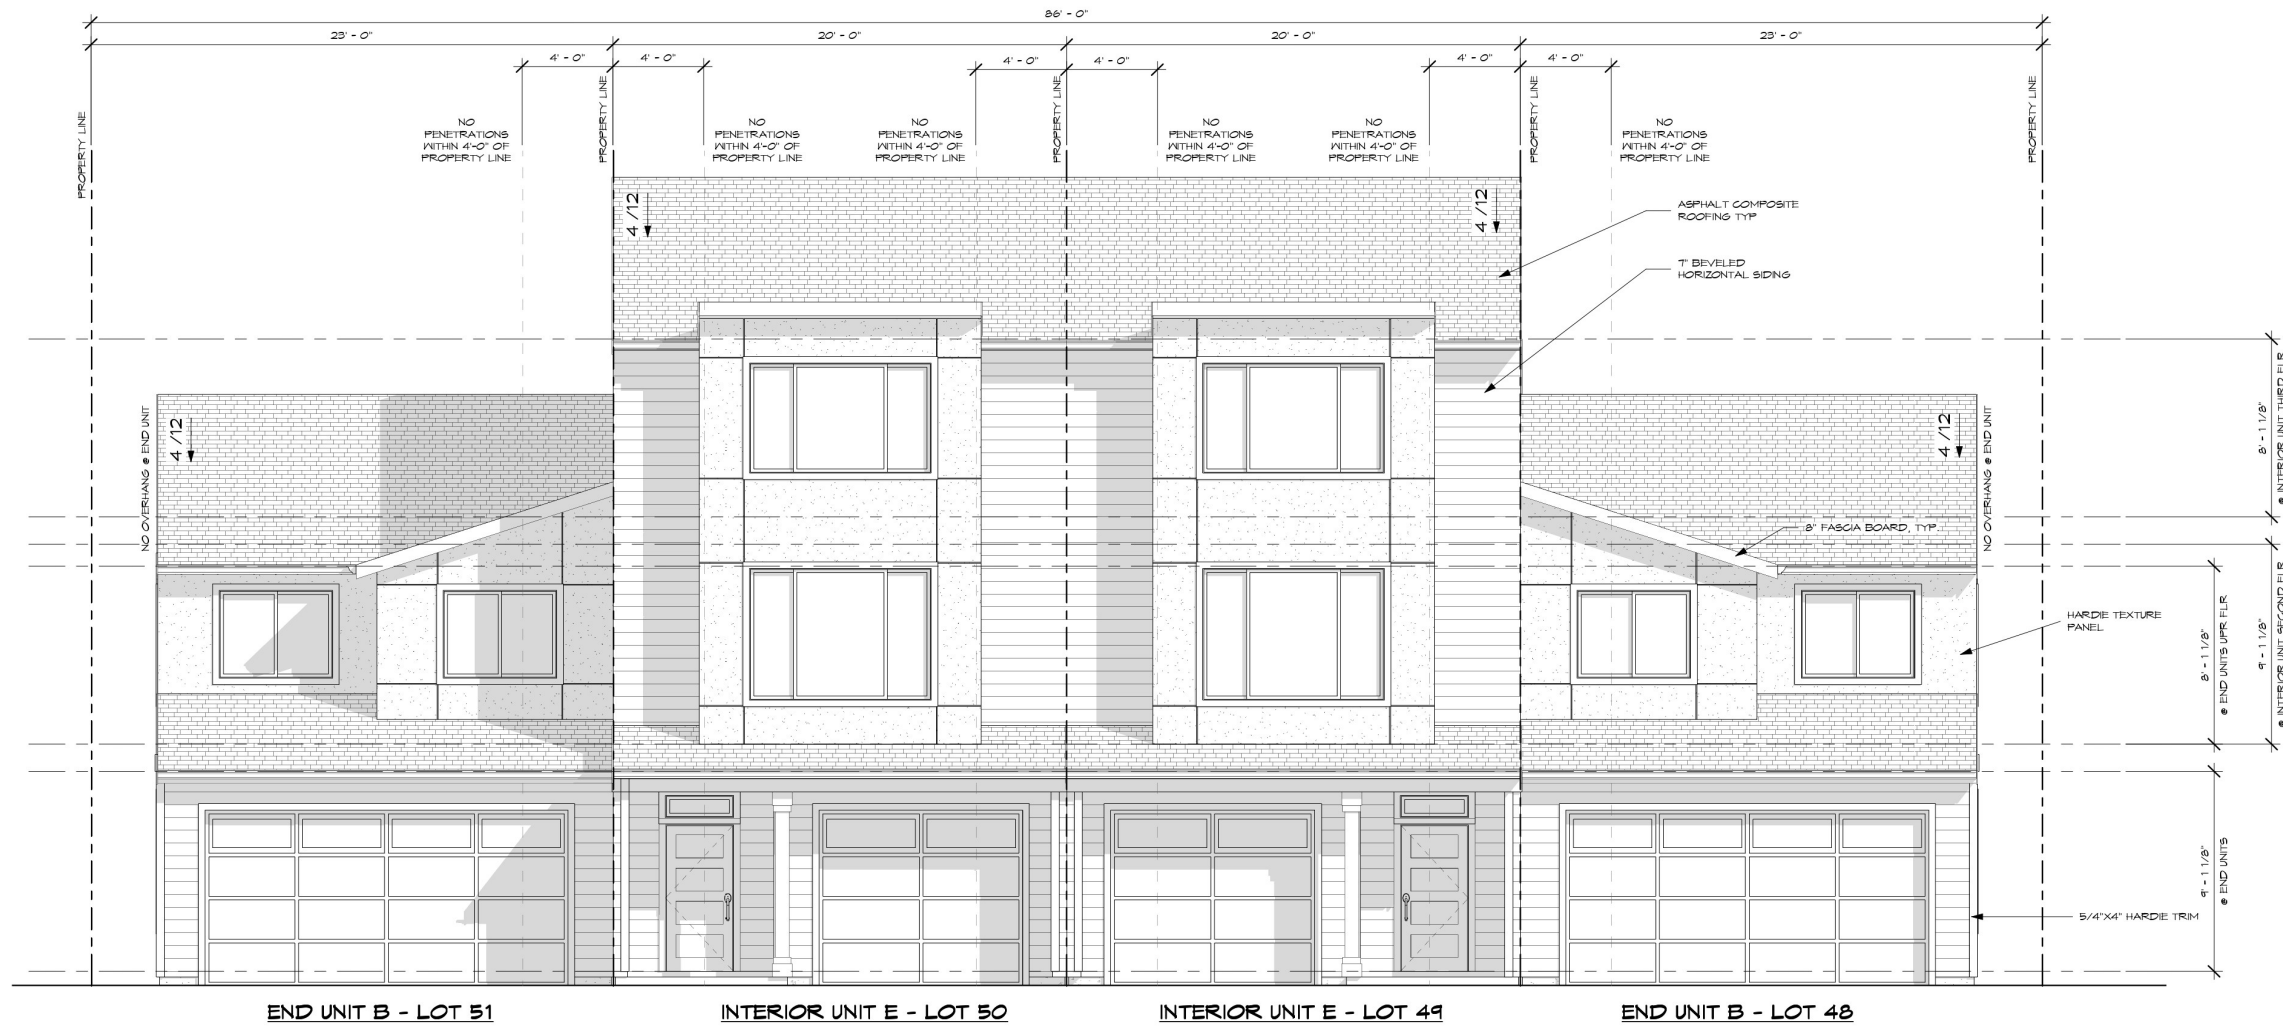 86' - 0"
23' - 0"
20' - 0"
20' - 0"
23' - 0"
4' - 0"
4' - 0"
4' - 0"
4' - 0"
4' - 0"
4' - 0"
PROPERTY LINE
PROPERTY LINE
PROPERTY LINE
PROPERTY LINE
PROPERTY LINE
NO
PENETRATIONS
WITHIN 4'-0" OF
PROPERTY LINE
NO
PENETRATIONS
WITHIN 4'-0" OF
PROPERTY LINE
NO
PENETRATIONS
WITHIN 4'-0" OF
PROPERTY LINE
NO
PENETRATIONS
WITHIN 4'-0" OF
PROPERTY LINE
NO
PENETRATIONS
WITHIN 4'-0" OF
PROPERTY LINE
NO
PENETRATIONS
WITHIN 4'-0" OF
PROPERTY LINE
4 /12
4 /12
ASPHALT COMPOSITE
ROOFING TYP
7" BEVELED
HORIZONTAL SIDING
NO OVERHANG @ END UNIT
4 /12
4 /12
NO OVERHANG @ END UNIT
8' - 1 1/8"
@ INTERIOR UNIT THIRD FLR
8" FASCIA BOARD, TYP.
HARDIE TEXTURE
PANEL
8' - 1 1/8"
@ END UNITS UPR FLR
9' - 1 1/8"
@ INTERIOR UNIT SECOND FLR
9' - 1 1/8"
@ END UNITS
5/4"X4" HARDIE TRIM
END UNIT B - LOT 51
INTERIOR UNIT E - LOT 50
INTERIOR UNIT E - LOT 49
END UNIT B - LOT 48